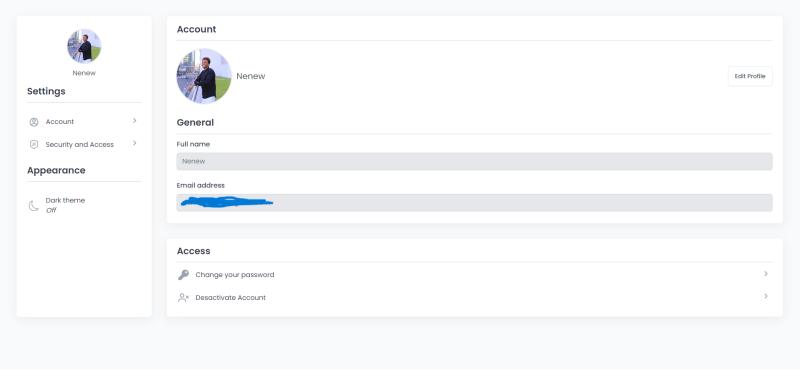 Nenew
Settings
Account
Security and Access
Appearance
Dark theme
Off
Account
Nenew
Edit Profile
General
Full name
Nenew
Email address
Access
Change your password
Desactivate Account